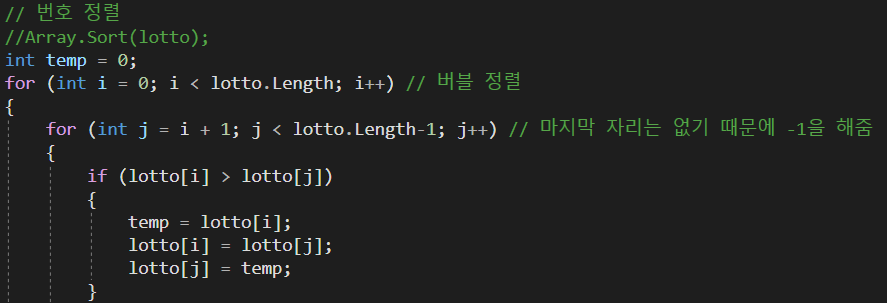 // 번호 정렬
//Array.Sort(lotto);
int temp = 0;
for (int i = 0; i < lotto.Length; i++) // 버블 정렬
{
for (int j = i + 1; j < lotto.Length-1; j++) // 마지막 자리는 없기 때문에 -1을 해줌
{
if (lotto[i] > lotto[j])
{
temp = lotto[i];
lotto[i] = lotto[j];
lotto[j] = temp;
}